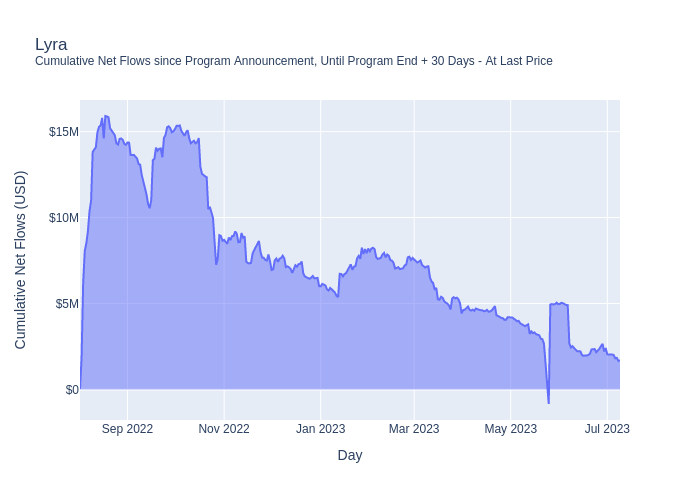 Lyra
Cumulative Net Flows since Program Announcement, Until Program End + 30 Days - At Last Price
Cumulative Net Flows (USD)
$15M
$10M
$5M
$0
Sep 2022
Nov 2022
Jan 2023
Mar 2023
May 2023
Jul 2023
Day